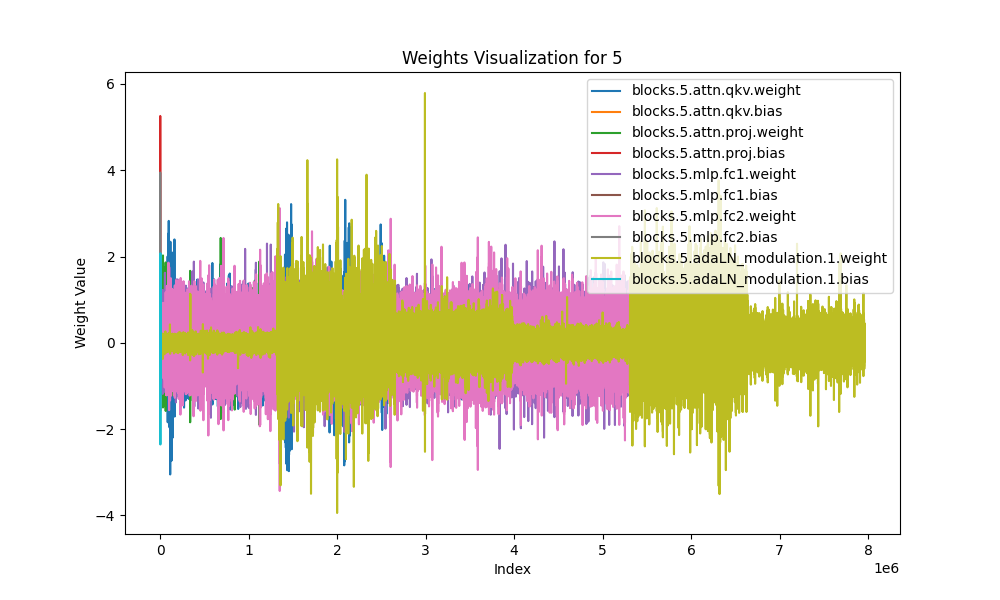 Weights Visualization for 5
6
4
2
0
−2
−4
Weight Value
blocks.5.attn.qkv.weight
blocks.5.attn.qkv.bias
blocks.5.attn.proj.weight
blocks.5.attn.proj.bias
blocks.5.mlp.fc1.weight
blocks.5.mlp.fc1.bias
blocks.5.mlp.fc2.weight
blocks.5.mlp.fc2.bias
blocks.5.adaLN_modulation.1.weight
blocks.5.adaLN_modulation.1.bias
0 1 2 3 4 5 6 7 8
1e6
Index